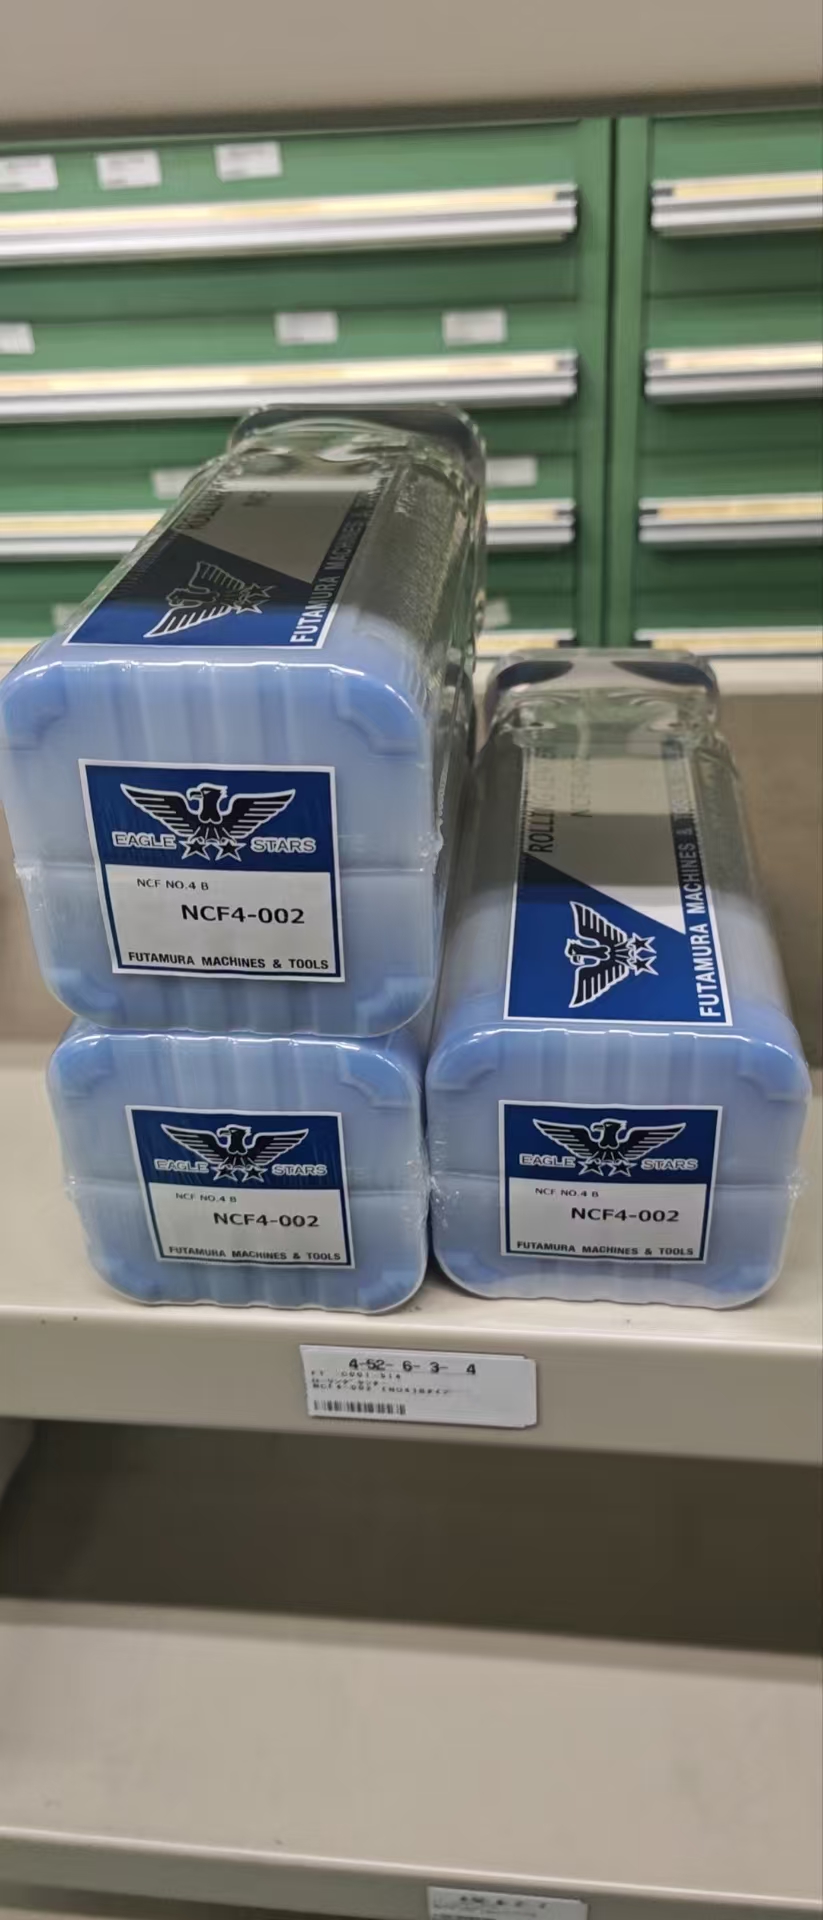 ROLLING
NCF
FUTAMURA MACHINES &
EAGLE STARS
NCF NO.4 B
NCF4-002
FUTAMURA MACHINES & TOOLS
ROLLING CENTER
FUTAMURA MACHINES &
EAGLE STARS
NCF NO.4 B
NCF4-002
FUTAMURA MACHINES & TOOLS
EAGLE STARS
NCF NO.4 B
NCF4-002
FUTAMURA MACHINES & TOOLS
4-52- 6- 3- 4